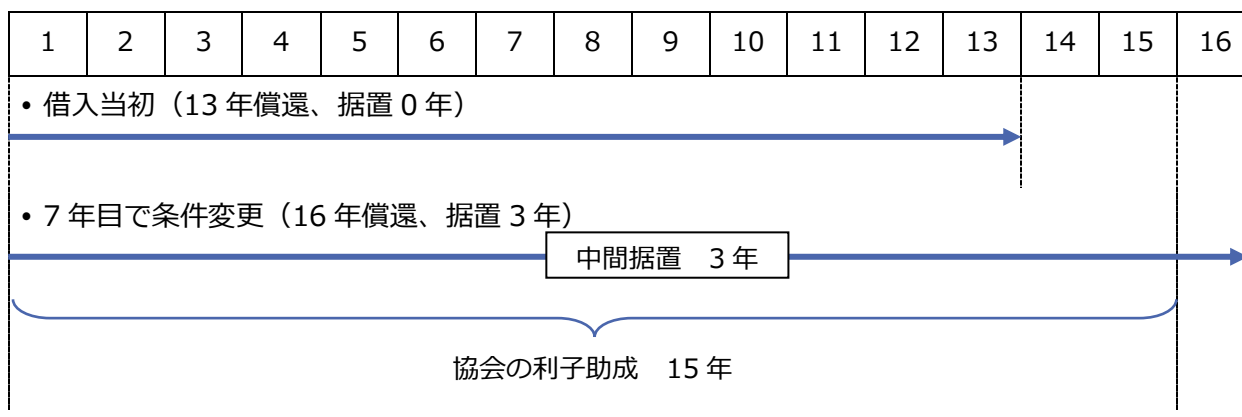 1 2 3 4 5 6 7 8 9 10 11 12 13 14 15 16
• 借入当初（13 年償還、据置 0 年）
• 7 年目で条件変更（16 年償還、据置 3 年）
中間据置　3 年
協会の利子助成　15 年